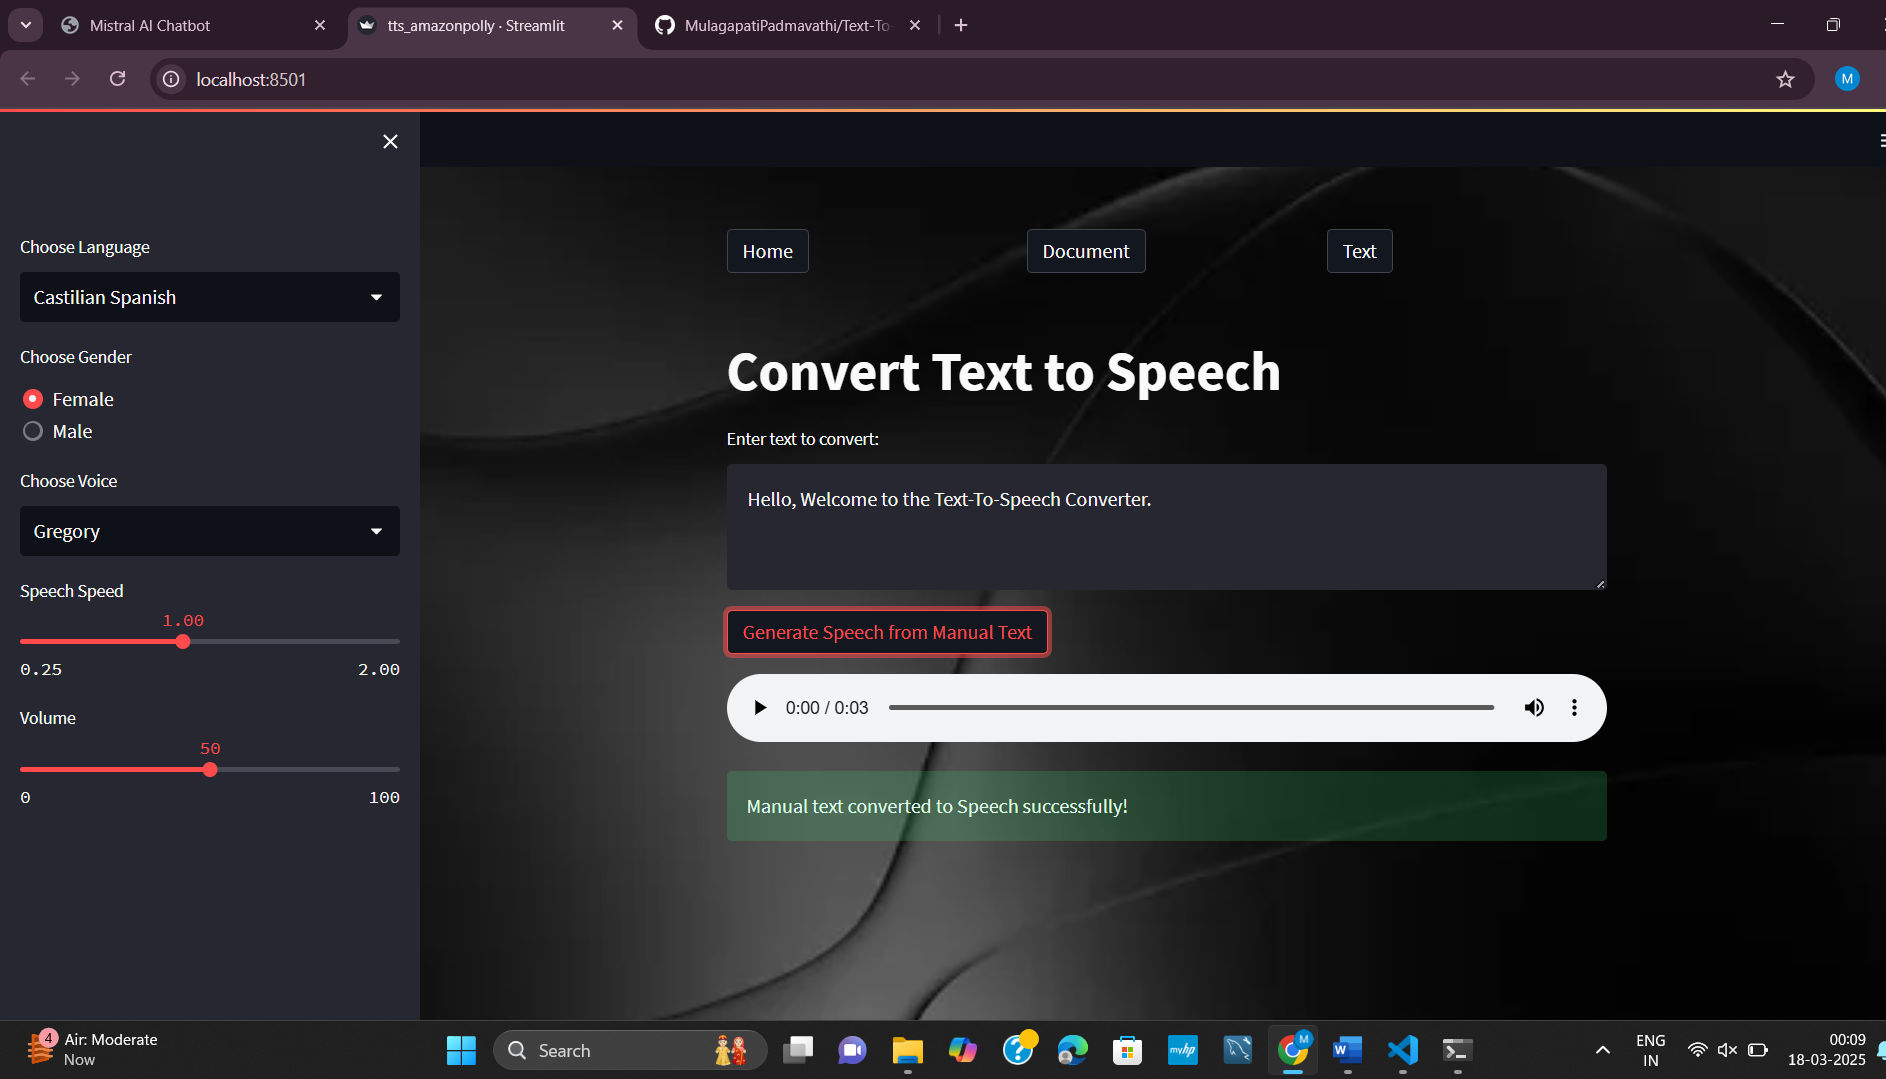 Mistral AI Chatbot
tts_amazonpolly · Streamlit
MulagapatiPadmavathi/Text-To
localhost:8501
M
Choose Language
Castilian Spanish
Choose Gender
Female
Male
Choose Voice
Gregory
Speech Speed
1.00
0.25 2.00
Volume
50
0 100
Home Document Text
Convert Text to Speech
Enter text to convert:
Hello, Welcome to the Text-To-Speech Converter.
Generate Speech from Manual Text
0:00 / 0:03
Manual text converted to Speech successfully!
4
Air: Moderate
Now
Search
myhp
M
W
ENG
IN
00:09
18-03-2025